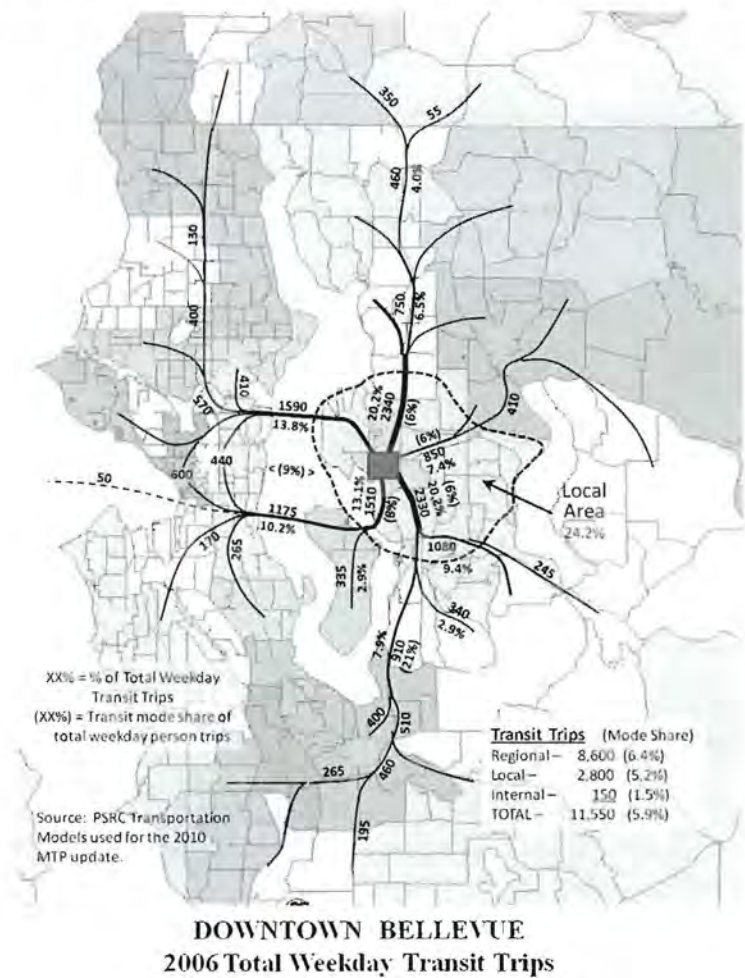 350
55
460
4.0%
130
400
750
6.5%
570
410
1590
13.8%
20.2%
2340
(6%)
410
(6%)
850
7.4%
600
440
< (9%) >
50
1175
10.2%
13.1%
1510
(8%)
2330
20.2%
(6%)
Local
Area
24.2%
170
265
335
2.9%
1080
9.4%
245
340
2.9%
7.9%
910
(21%)
400
510
265
460
195
XX% = % of Total Weekday
Transit Trips
(XX%) = Transit mode share of
total weekday person trips
Source: PSRC Transportation
Models used for the 2010
MTP update.
Transit Trips (Mode Share)
Regional – 8,600 (6.4%)
Local – 2,800 (5.2%)
Internal – 150 (1.5%)
TOTAL – 11,550 (5.9%)
DOWNTOWN BELLEVUE
2006 Total Weekday Transit Trips